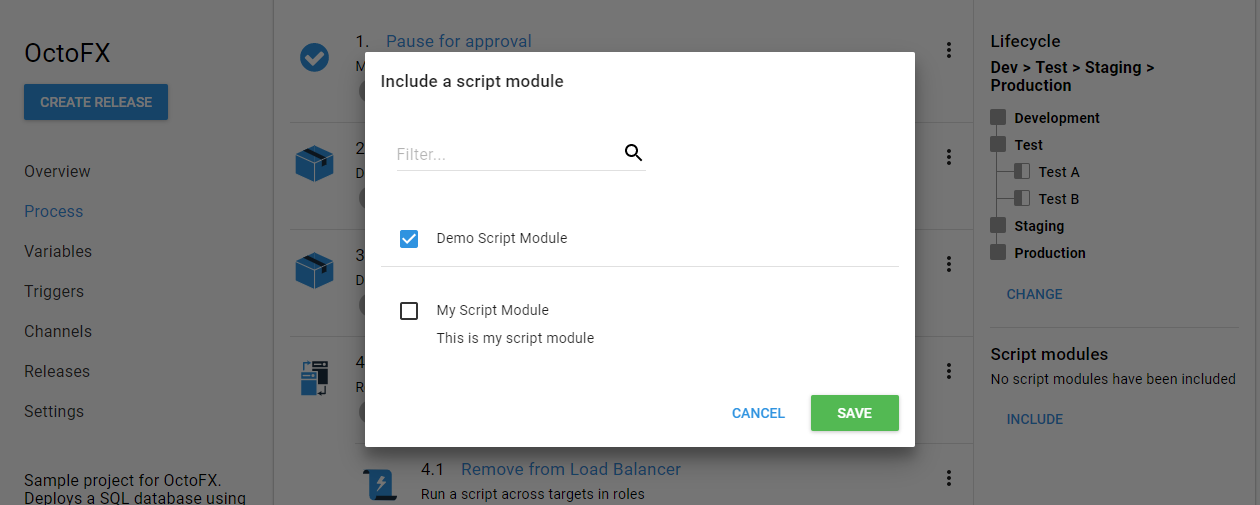 OctoFX
CREATE RELEASE
Overview
Process
Variables
Triggers
Channels
Releases
Settings
Sample project for OctoFX.
Deploys a SQL database using
1. Pause for approval
M
2
D
3
D
4
R
4.1 Remove from Load Balancer
Run a script across targets in roles
Include a script module
Filter...
Demo Script Module
My Script Module
This is my script module
CANCEL
SAVE
Lifecycle
Dev > Test > Staging >
Production
Development
Test
Test A
Test B
Staging
Production
CHANGE
Script modules
No script modules have been included
INCLUDE